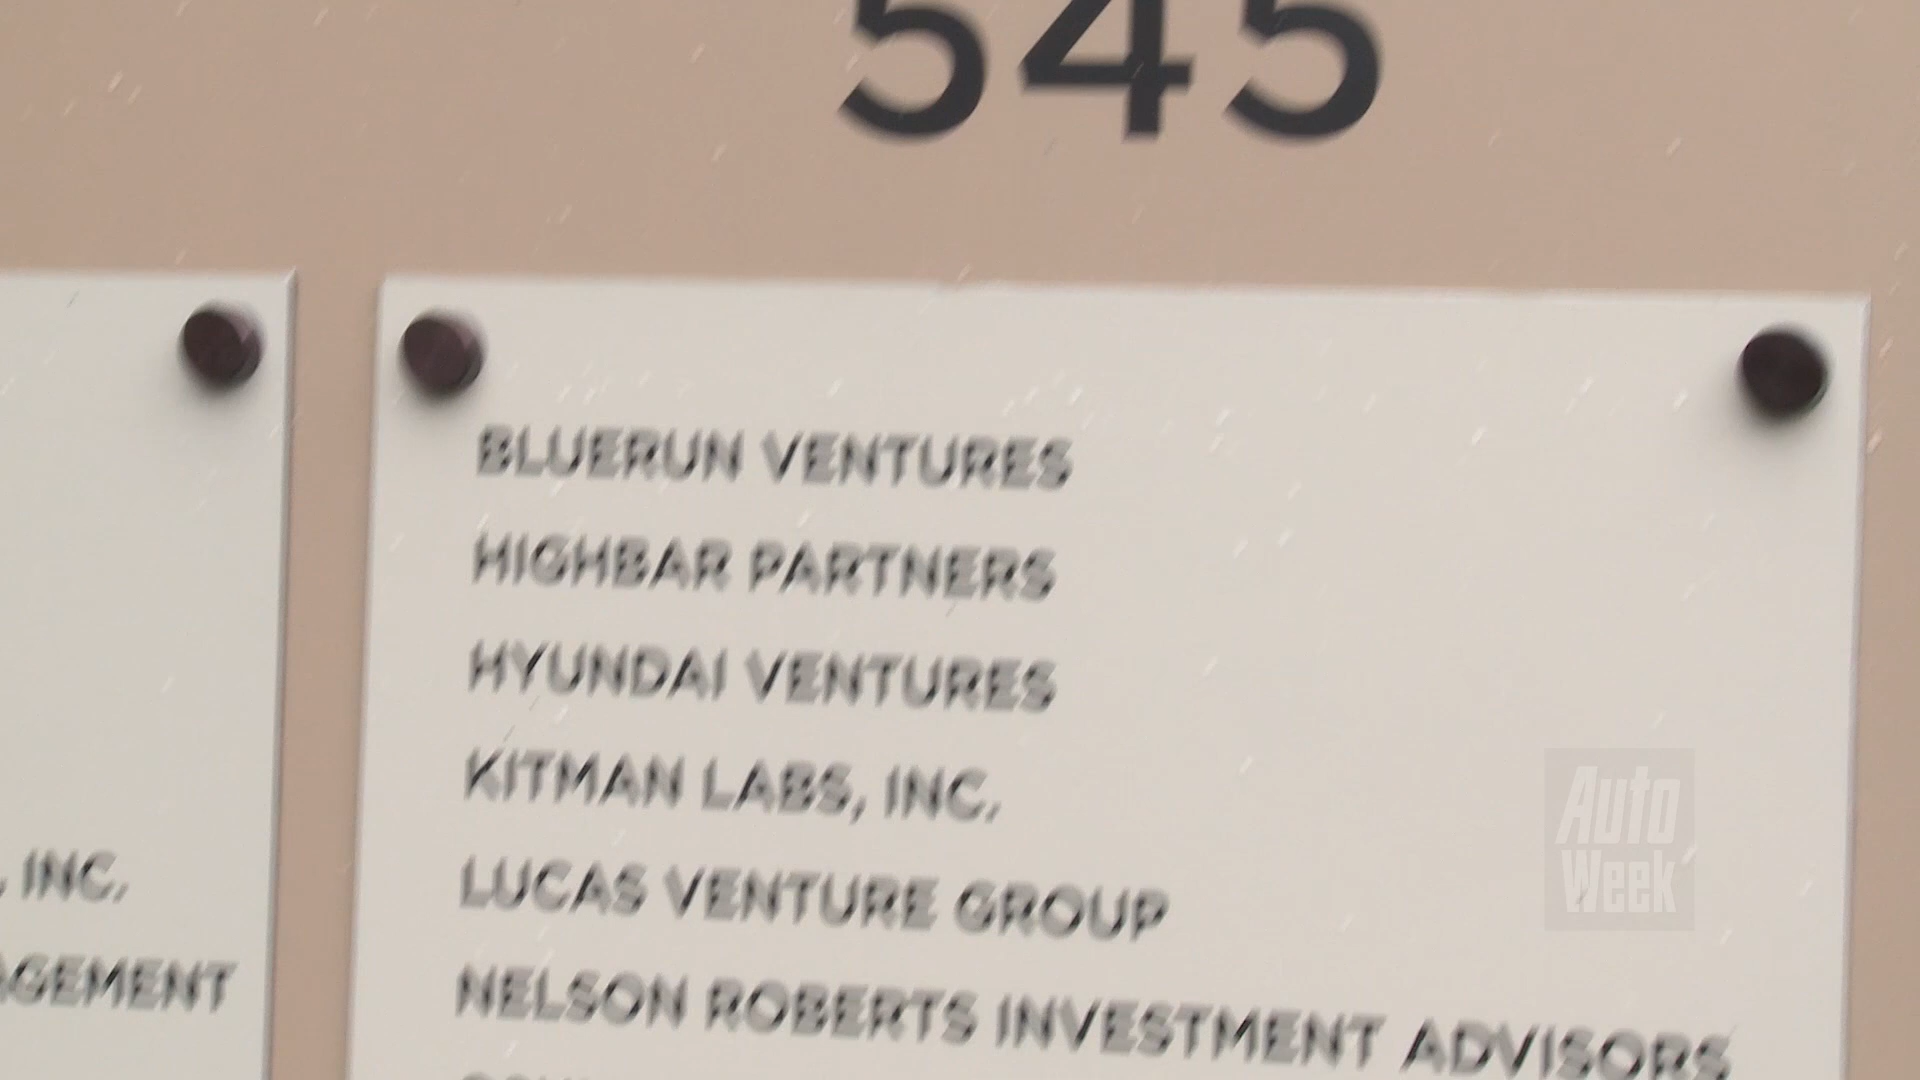 545
BLUERUN VENTURES
HIGHBAR PARTNERS
HYUNDAI VENTURES
KITMAN LABS, INC.
LUCAS VENTURE GROUP
NELSON ROBERTS INVESTMENT ADVISORS
, INC.
AGEMENT
Auto
Week